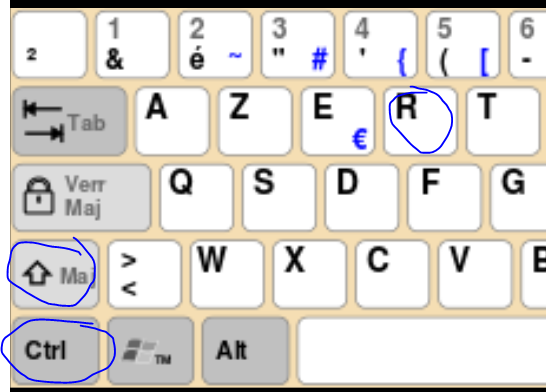 1 2 3 4 5 6
² & é ~ " # ' { ( [ -
Tab A Z E € R T
Verr Maj Q S D F G
Maj > < W X C V B
Ctrl TM Alt